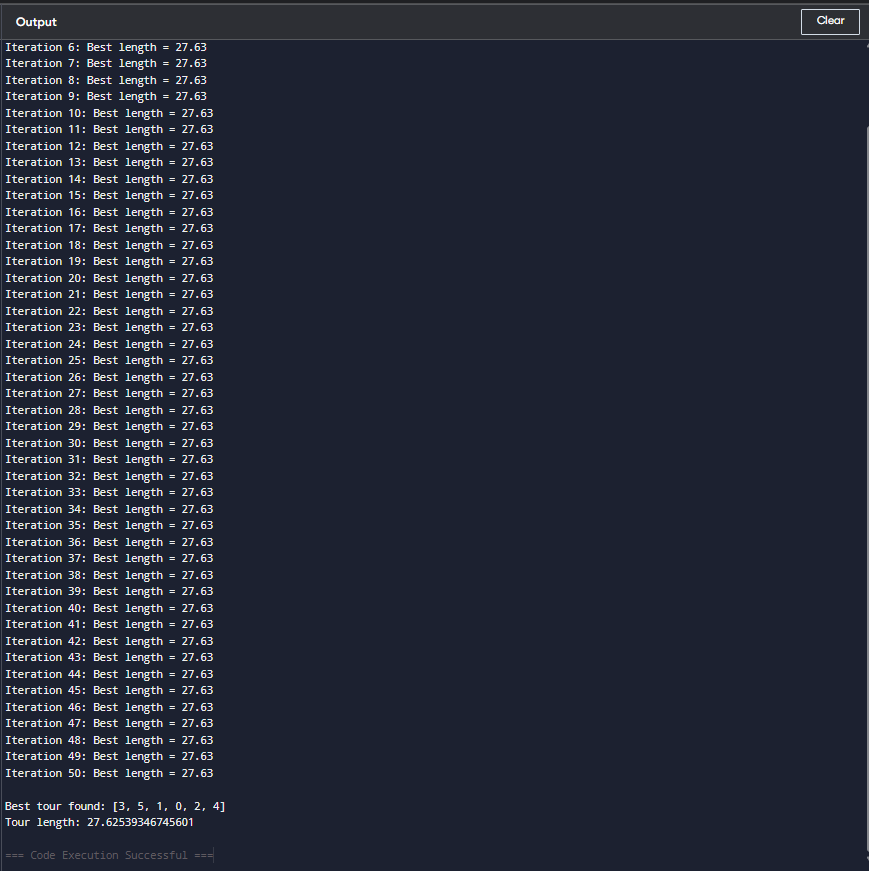 Output
Clear
Iteration 6: Best length = 27.63
Iteration 7: Best length = 27.63
Iteration 8: Best length = 27.63
Iteration 9: Best length = 27.63
Iteration 10: Best length = 27.63
Iteration 11: Best length = 27.63
Iteration 12: Best length = 27.63
Iteration 13: Best length = 27.63
Iteration 14: Best length = 27.63
Iteration 15: Best length = 27.63
Iteration 16: Best length = 27.63
Iteration 17: Best length = 27.63
Iteration 18: Best length = 27.63
Iteration 19: Best length = 27.63
Iteration 20: Best length = 27.63
Iteration 21: Best length = 27.63
Iteration 22: Best length = 27.63
Iteration 23: Best length = 27.63
Iteration 24: Best length = 27.63
Iteration 25: Best length = 27.63
Iteration 26: Best length = 27.63
Iteration 27: Best length = 27.63
Iteration 28: Best length = 27.63
Iteration 29: Best length = 27.63
Iteration 30: Best length = 27.63
Iteration 31: Best length = 27.63
Iteration 32: Best length = 27.63
Iteration 33: Best length = 27.63
Iteration 34: Best length = 27.63
Iteration 35: Best length = 27.63
Iteration 36: Best length = 27.63
Iteration 37: Best length = 27.63
Iteration 38: Best length = 27.63
Iteration 39: Best length = 27.63
Iteration 40: Best length = 27.63
Iteration 41: Best length = 27.63
Iteration 42: Best length = 27.63
Iteration 43: Best length = 27.63
Iteration 44: Best length = 27.63
Iteration 45: Best length = 27.63
Iteration 46: Best length = 27.63
Iteration 47: Best length = 27.63
Iteration 48: Best length = 27.63
Iteration 49: Best length = 27.63
Iteration 50: Best length = 27.63
Best tour found: [3, 5, 1, 0, 2, 4]
Tour length: 27.62539346745601
=== Code Execution Successful ===